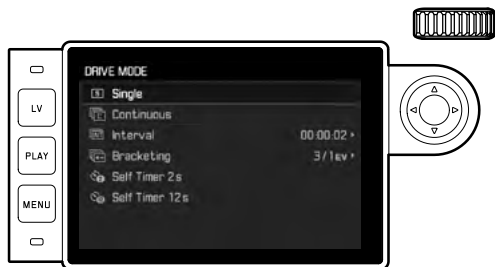 DRIVE MODE
S Single
Continuous
Interval 00:00:02
Bracketing 3/1EV
Self Timer 2s
Self Timer 12s
LV
PLAY
MENU